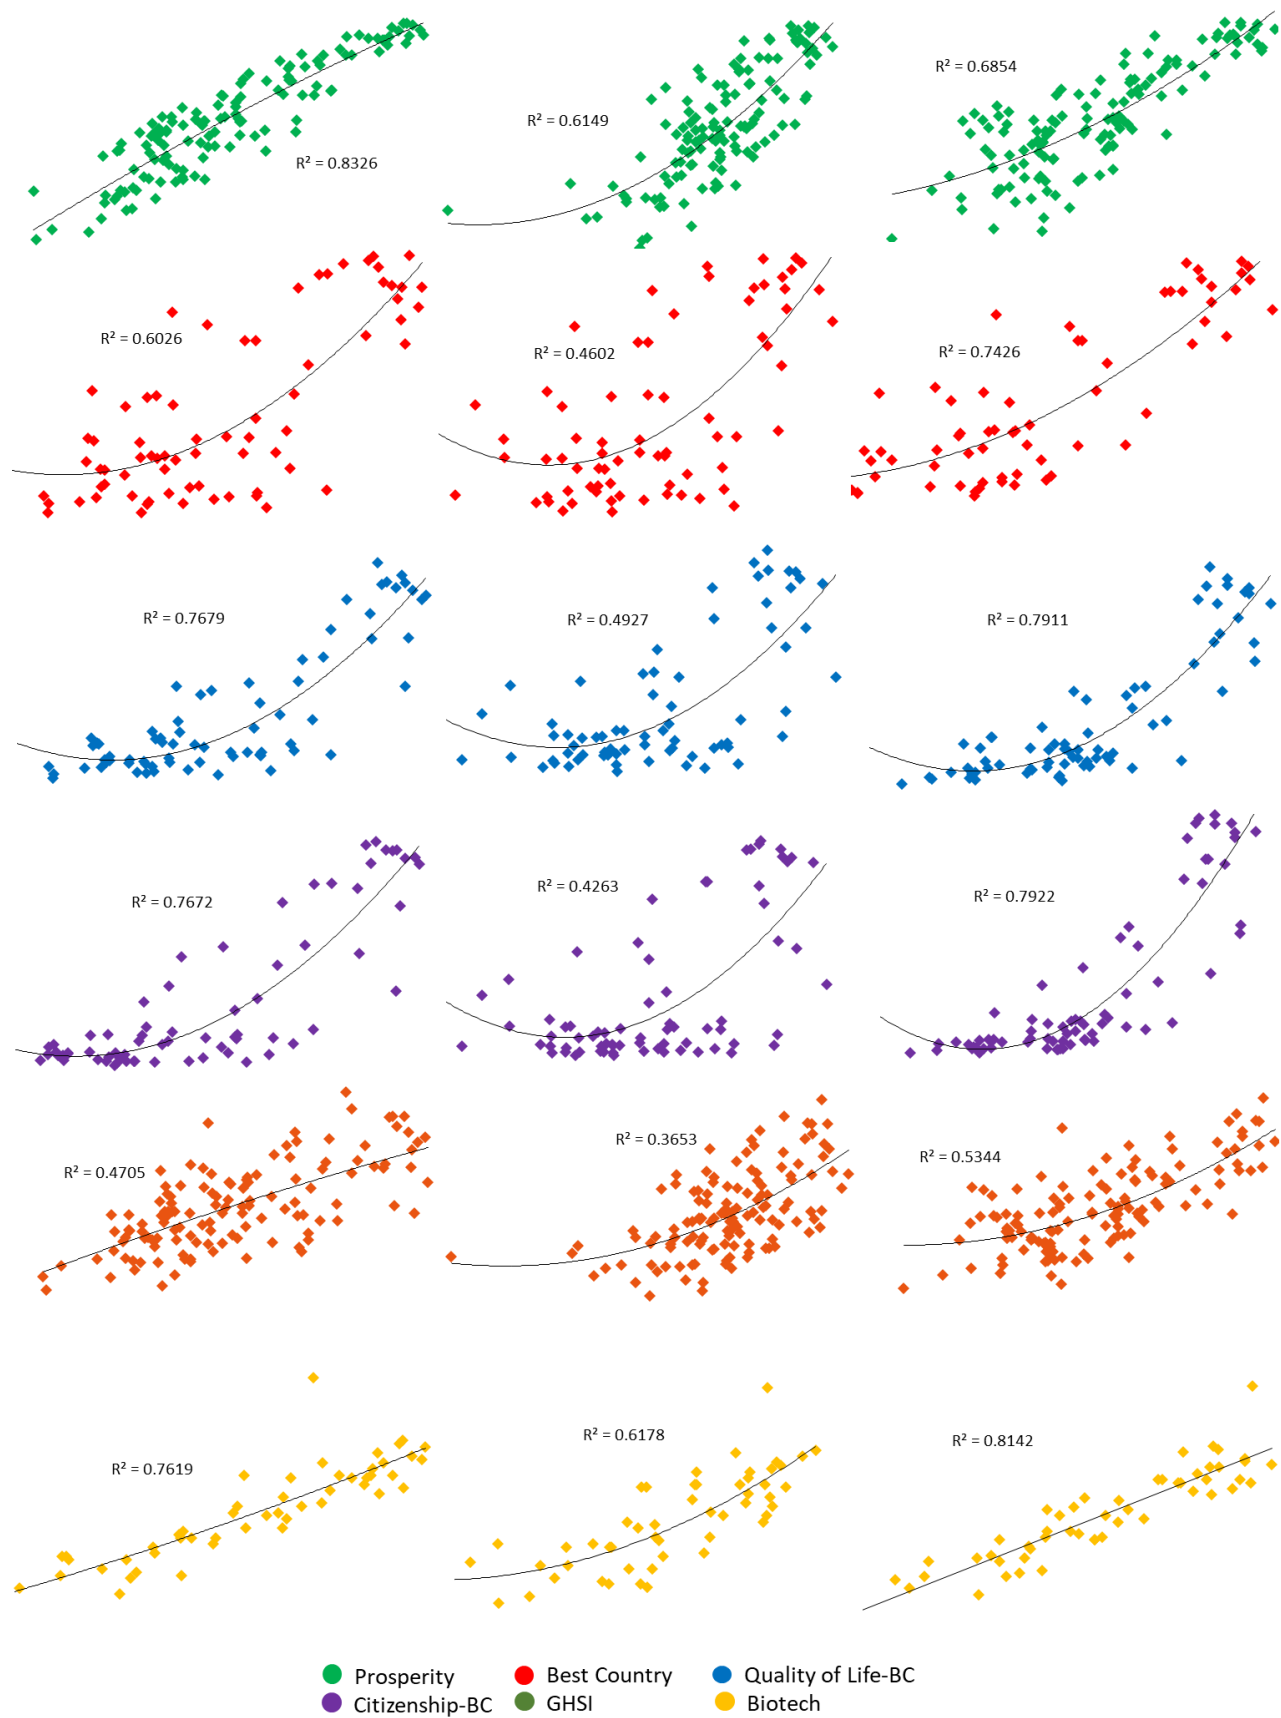 R² = 0.8326
R² = 0.6149
R² = 0.6854
R² = 0.6026
R² = 0.4602
R² = 0.7426
R² = 0.7679
R² = 0.4927
R² = 0.7911
R² = 0.7672
R² = 0.4263
R² = 0.7922
R² = 0.4705
R² = 0.3653
R² = 0.5344
R² = 0.7619
R² = 0.6178
R² = 0.8142
Prosperity
Best Country
Quality of Life-BC
Citizenship-BC
GHSI
Biotech